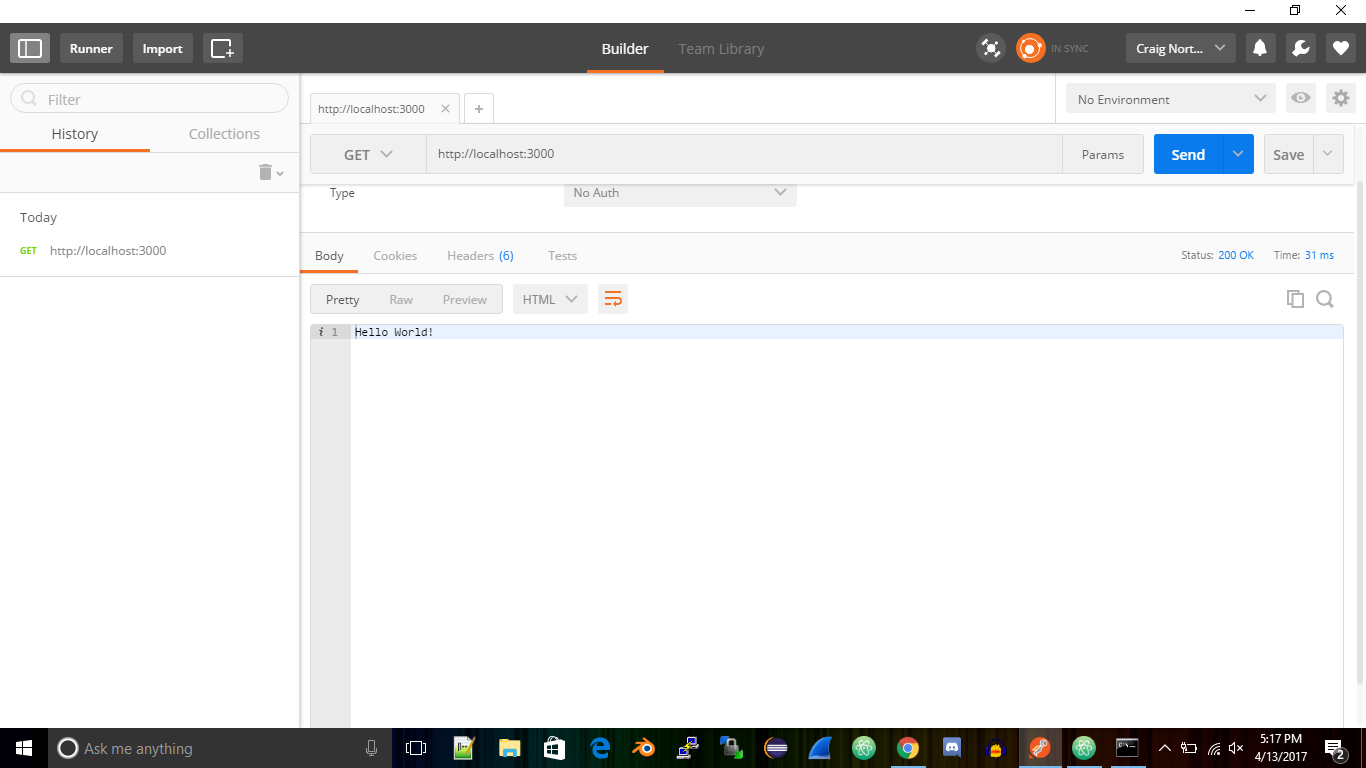 Runner Import Builder Team Library IN SYNC Craig Nort...
Filter
History Collections
Today
GET http://localhost:3000
http://localhost:3000 No Environment
GET http://localhost:3000 Params Send Save
Type No Auth
Body Cookies Headers (6) Tests Status: 200 OK Time: 31 ms
Pretty Raw Preview HTML
i 1 Hello World!
Ask me anything
5:17 PM
4/13/2017
2